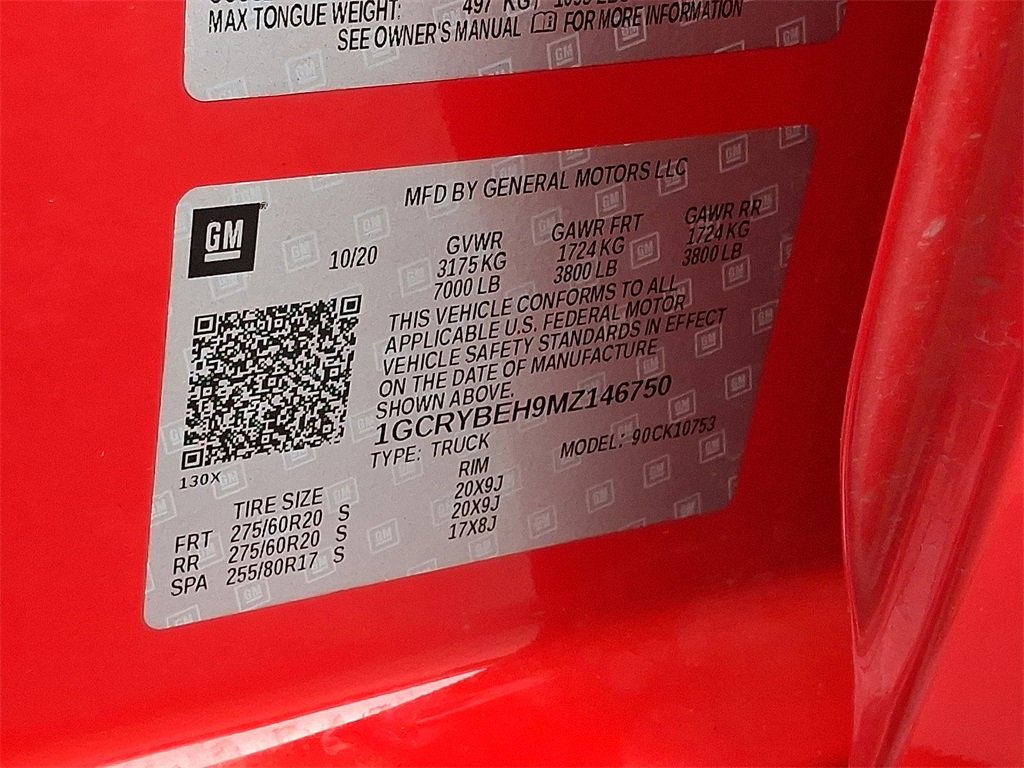 MAX TONGUE WEIGHT: 497 KG,
SEE OWNER'S MANUAL FOR MORE INFORMATION
MFD BY GENERAL MOTORS LLC
GM
10/20
GVWR GAWR FRT GAWR RR
3175 KG 1724 KG 1724 KG
7000 LB 3800 LB 3800 LB
THIS VEHICLE CONFORMS TO ALL
APPLICABLE U.S. FEDERAL MOTOR
VEHICLE SAFETY STANDARDS IN EFFECT
ON THE DATE OF MANUFACTURE
SHOWN ABOVE.
1GCRYBEH9MZ146750
TYPE: TRUCK MODEL: 90CK10753
130X
TIRE SIZE RIM
FRT 275/60R20 S 20X9J
RR 275/60R20 S 20X9J
SPA 255/80R17 S 17X8J